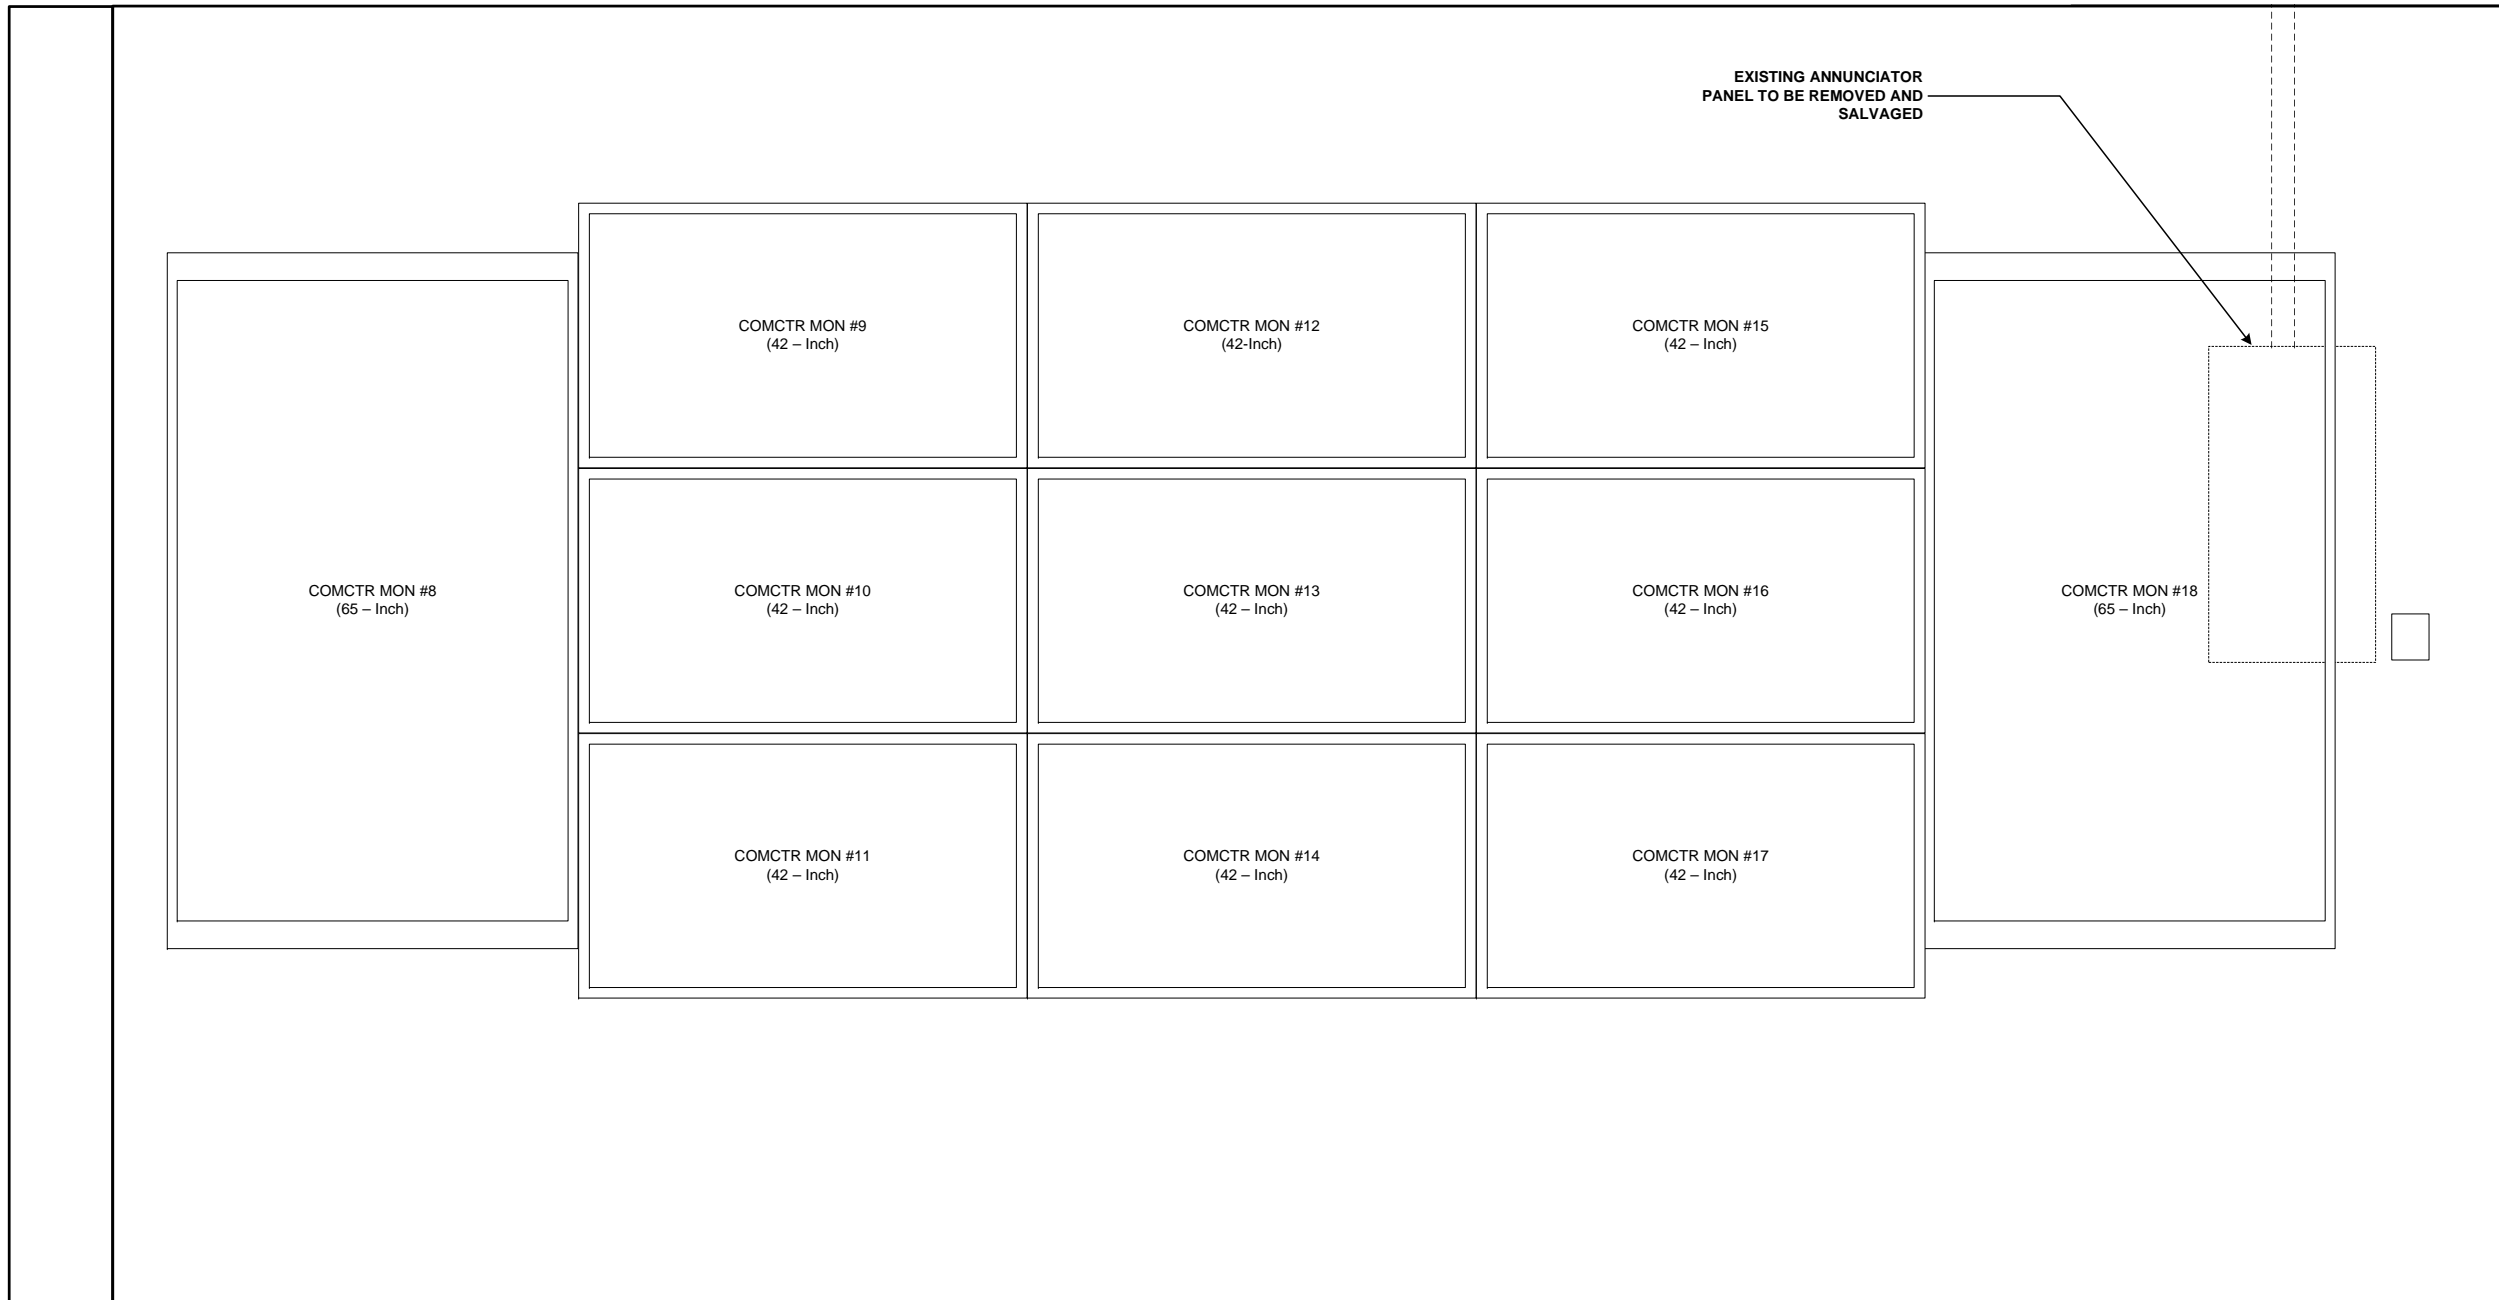 EXISTING ANNUNCIATOR
PANEL TO BE REMOVED AND
SALVAGED
COMCTR MON #9
(42 – Inch)
COMCTR MON #12
(42-Inch)
COMCTR MON #15
(42 – Inch)
COMCTR MON #8
(65 – Inch)
COMCTR MON #10
(42 – Inch)
COMCTR MON #13
(42 – Inch)
COMCTR MON #16
(42 – Inch)
COMCTR MON #18
(65 – Inch)
COMCTR MON #11
(42 – Inch)
COMCTR MON #14
(42 – Inch)
COMCTR MON #17
(42 – Inch)